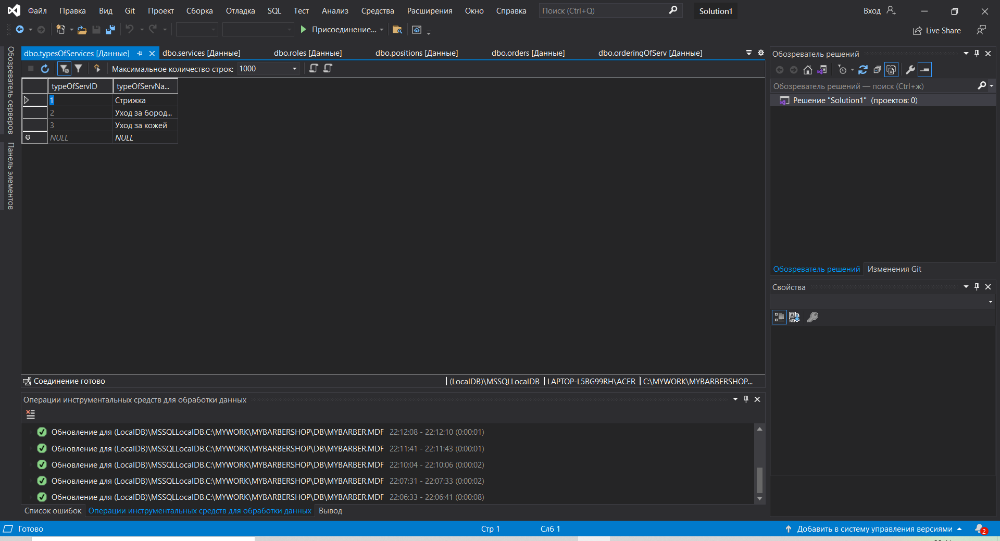 Файл Правка Вид Git Проект Сборка Отладка SQL Тест Анализ Средства Расширения Окно Справка Поиск (Ctrl+Q) Solution1 Вход
Присоединение... Live Share
Обозреватель серверов
Панель элементов
dbo.typesOfServices [Данные] dbo.services [Данные] dbo.roles [Данные] dbo.positions [Данные] dbo.orders [Данные] dbo.orderingOfServ [Данные]
Максимальное количество строк: 1000
typeOfServID typeOfServNa...
1 Стрижка
2 Уход за бород...
3 Уход за кожей
NULL NULL
Соединение готово (LocalDB)\MSSQLLocalDB LAPTOP-L5BG99RH\ACER C:\MYWORK\MYBARBERSHOP...
Операции инструментальных средств для обработки данных
Обновление для (LocalDB)\MSSQLLocalDB.C:\MYWORK\MYBARBERSHOP\DB\MYBARBER.MDF 22:12:08 - 22:12:10 (0:00:01)
Обновление для (LocalDB)\MSSQLLocalDB.C:\MYWORK\MYBARBERSHOP\DB\MYBARBER.MDF 22:11:41 - 22:11:43 (0:00:01)
Обновление для (LocalDB)\MSSQLLocalDB.C:\MYWORK\MYBARBERSHOP\DB\MYBARBER.MDF 22:10:04 - 22:10:06 (0:00:02)
Обновление для (LocalDB)\MSSQLLocalDB.C:\MYWORK\MYBARBERSHOP\DB\MYBARBER.MDF 22:07:31 - 22:07:33 (0:00:02)
Обновление для (LocalDB)\MSSQLLocalDB.C:\MYWORK\MYBARBERSHOP\DB\MYBARBER.MDF 22:06:33 - 22:06:41 (0:00:08)
Список ошибок Операции инструментальных средств для обработки данных Вывод
Обозреватель решений
Обозреватель решений — поиск (Ctrl+ж)
Решение "Solution1" (проектов: 0)
Обозреватель решений Изменения Git
Свойства
Готово Стр 1 Слб 1 Добавить в систему управления версиями 2